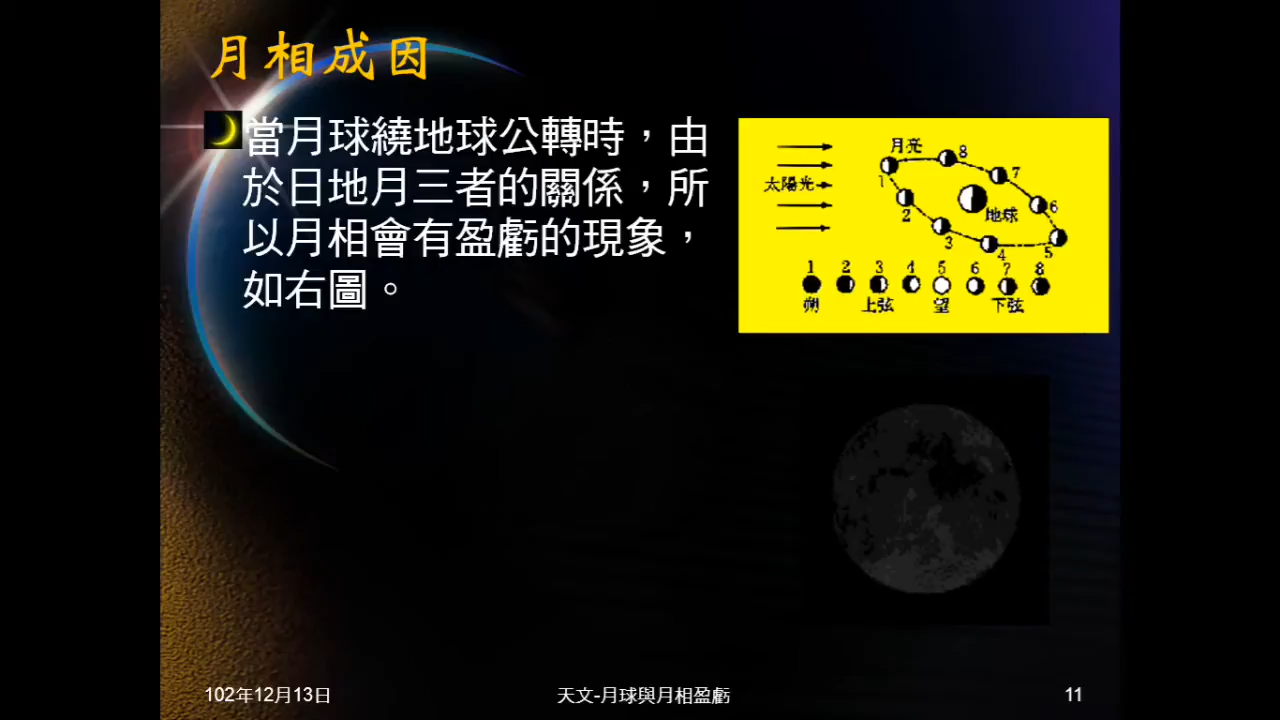 月相成因
當月球繞地球公轉時，由
於日地月三者的關係，所
以月相會有盈虧的現象，
如右圖。
月亮
太陽光
地球
1
2
3
4
5
6
7
8
1 2 3 4 5 6 7 8
朔 上弦 望 下弦
102年12月13日
天文-月球與月相盈虧
11